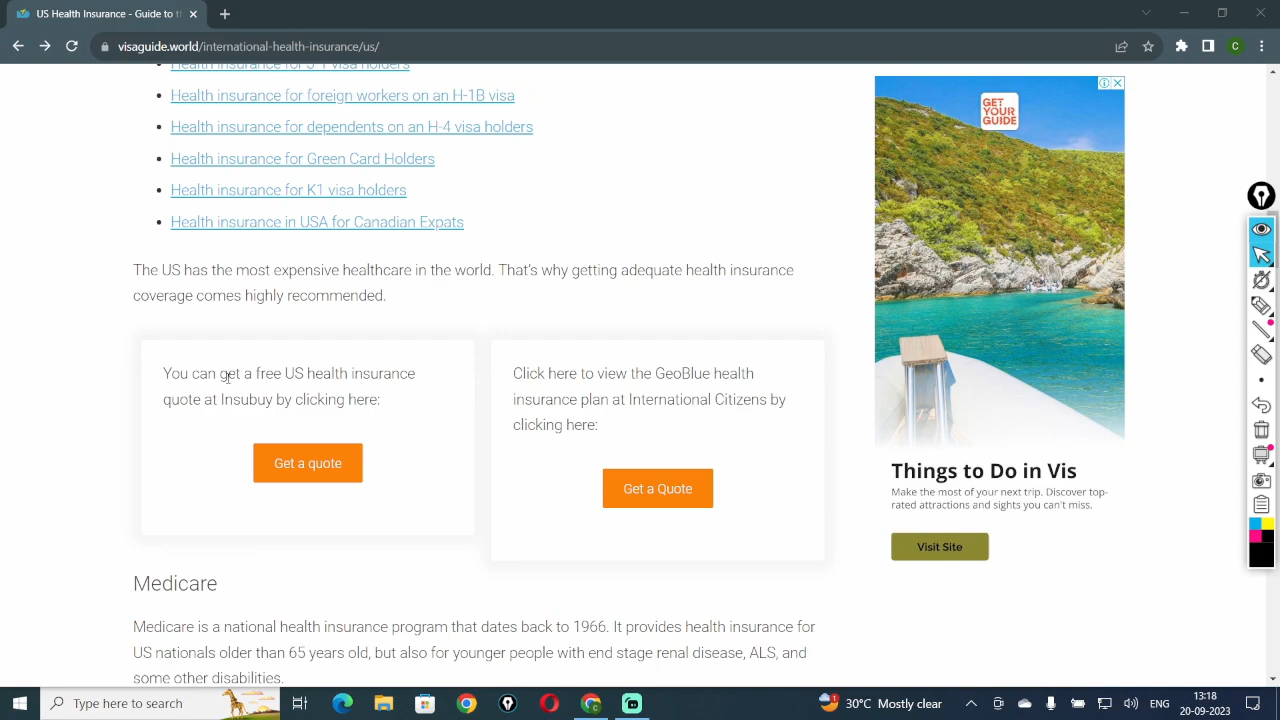 US Health Insurance - Guide to t
visaguide.world/international-health-insurance/us/
C
Health insurance for J-1 visa holders
Health insurance for foreign workers on an H-1B visa
Health insurance for dependents on an H-4 visa holders
Health insurance for Green Card Holders
Health insurance for K1 visa holders
Health insurance in USA for Canadian Expats
The US has the most expensive healthcare in the world. That's why getting adequate health insurance
coverage comes highly recommended.
You can get a free US health insurance
quote at Insubuy by clicking here:
Get a quote
Click here to view the GeoBlue health
insurance plan at International Citizens by
clicking here:
Get a Quote
Medicare
Medicare is a national health insurance program that dates back to 1966. It provides health insurance for
US nationals older than 65 years old, but also for younger people with end stage renal disease, ALS, and
some other disabilities.
GET
YOUR
GUIDE
Things to Do in Vis
Make the most of your next trip. Discover top-
rated attractions and sights you can't miss.
Visit Site
Type here to search
1
30°C Mostly clear
ENG
13:18
20-09-2023